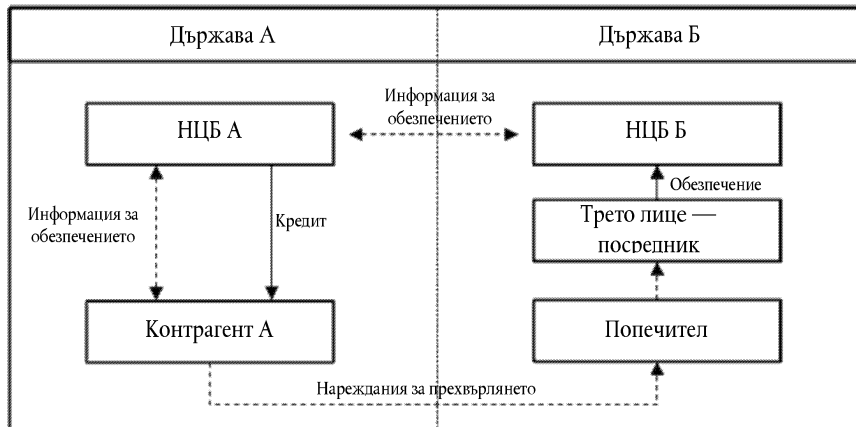 Държава А
Държава Б
Информация за
обезпечението
НЦБ А
НЦБ Б
Обезпечение
Информация за
обезпечението
Кредит
Трето лице —
посредник
Контрагент А
Попечител
Нареждания за прехвърлянето